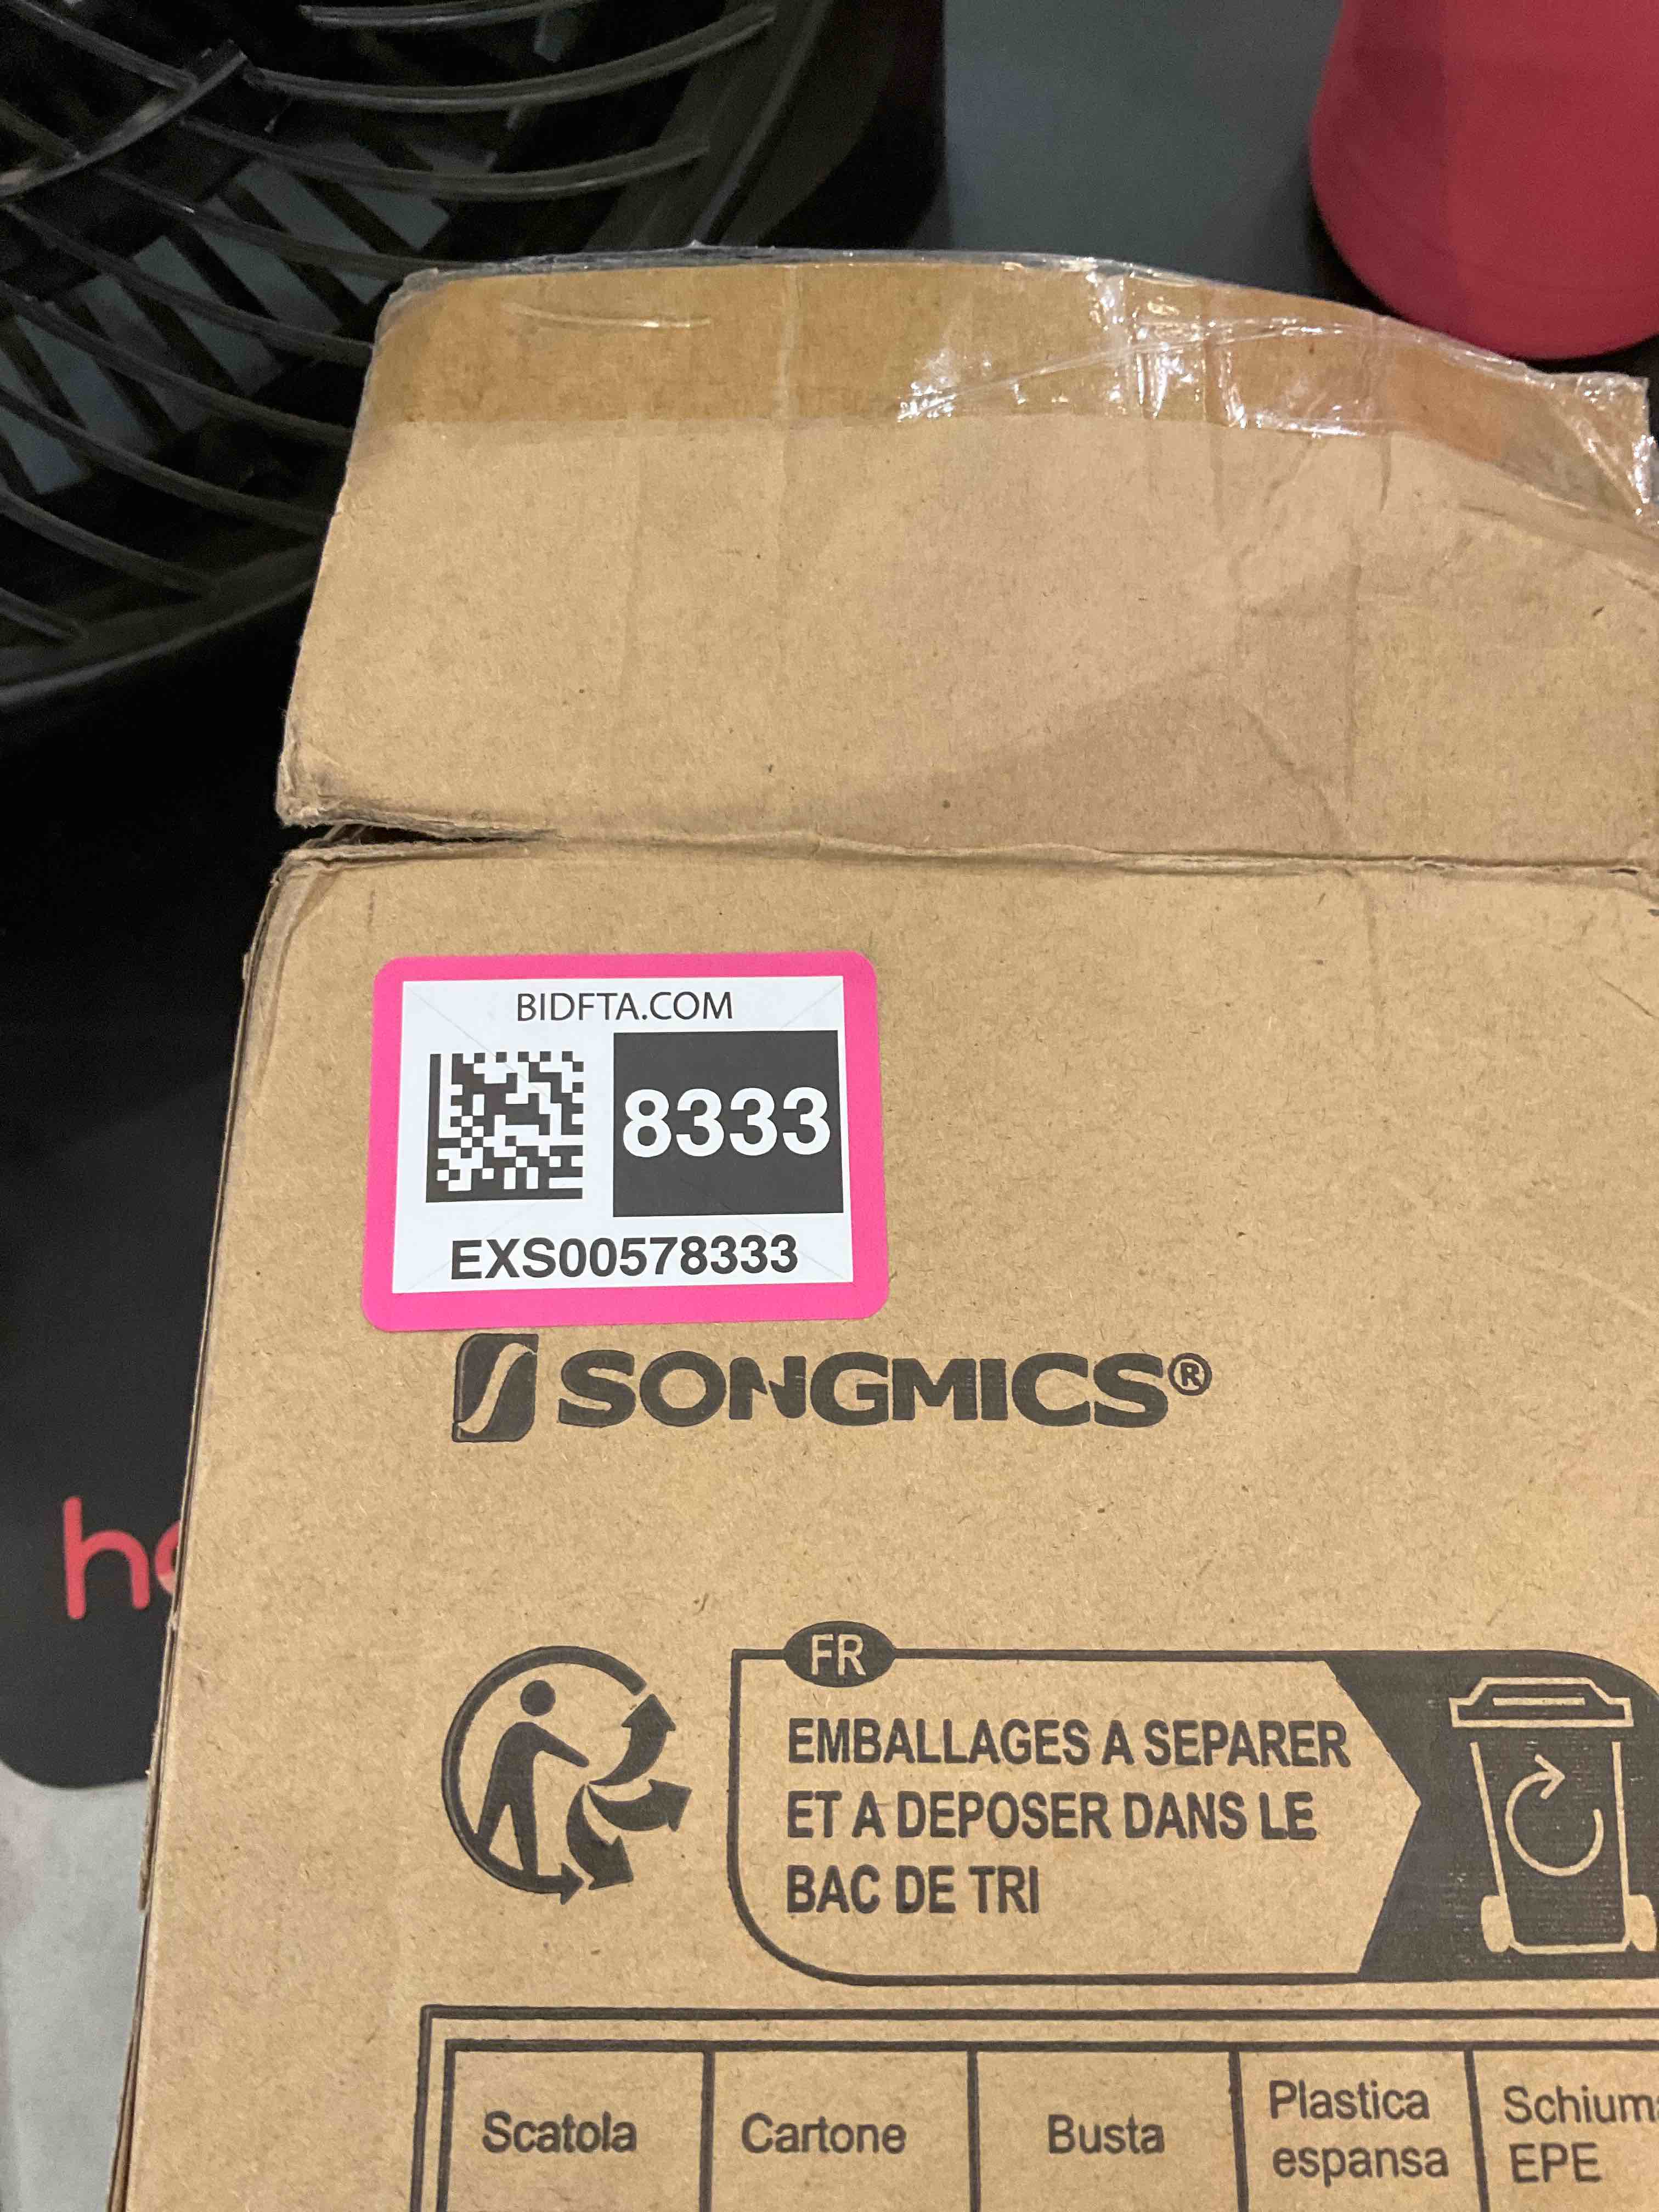 BIDFTA.COM
8333
EXS00578333
SONGMICS®
FR
EMBALLAGES A SEPARER
ET A DEPOSER DANS LE
BAC DE TRI
Scatola
Cartone
Busta
Plastica
espansa
EPE